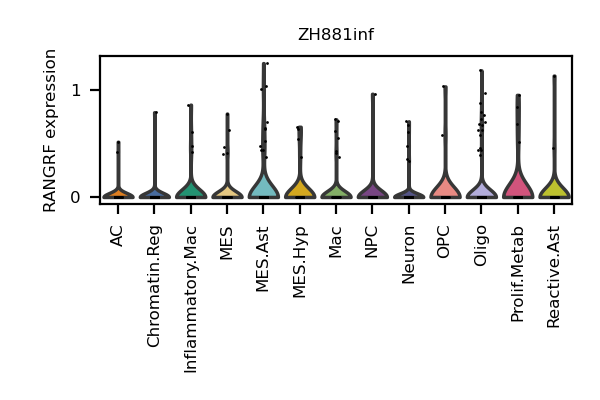 ZH881inf
RANGRF expression
1
0
AC
Chromatin.Reg
Inflammatory.Mac
MES
MES.Ast
MES.Hyp
Mac
NPC
Neuron
OPC
Oligo
Prolif.Metab
Reactive.Ast